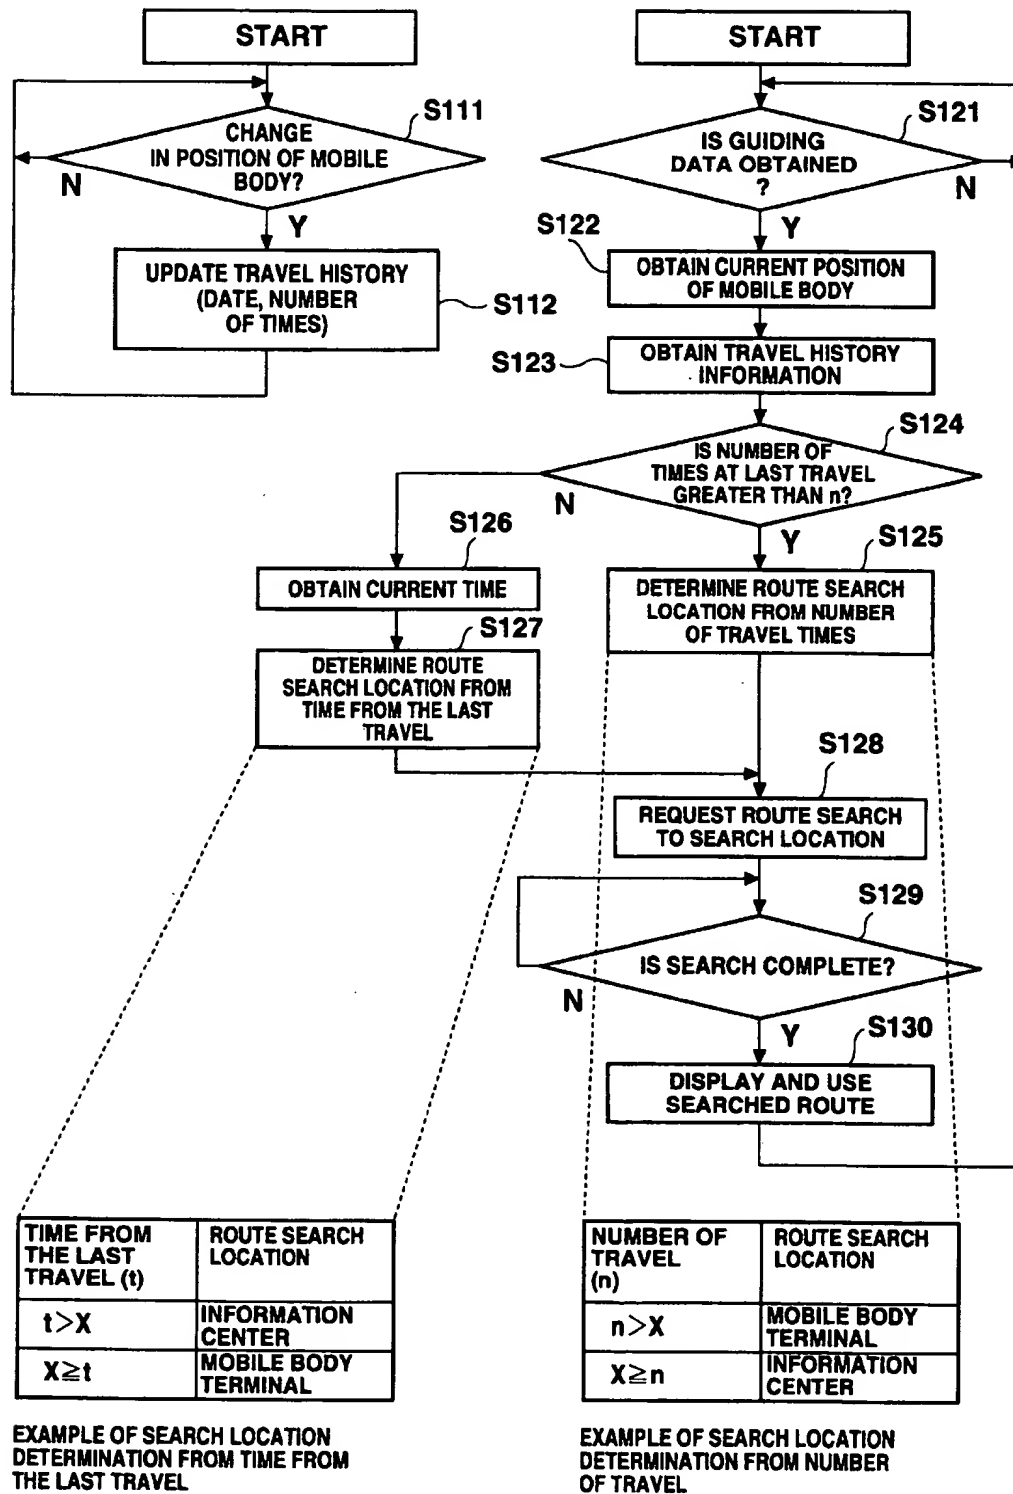 START
S111
CHANGE
IN POSITION OF MOBILE
BODY?
N
Y
UPDATE TRAVEL HISTORY
(DATE, NUMBER
OF TIMES)
S112
START
S121
IS GUIDING
DATA OBTAINED
?
N
Y
S122
OBTAIN CURRENT POSITION
OF MOBILE BODY
S123
OBTAIN TRAVEL HISTORY
INFORMATION
S124
IS NUMBER OF
TIMES AT LAST TRAVEL
GREATER THAN n?
N
Y
S126
OBTAIN CURRENT TIME
S127
DETERMINE ROUTE
SEARCH LOCATION FROM
TIME FROM THE LAST
TRAVEL
S125
DETERMINE ROUTE SEARCH
LOCATION FROM NUMBER
OF TRAVEL TIMES
S128
REQUEST ROUTE SEARCH
TO SEARCH LOCATION
S129
IS SEARCH COMPLETE?
N
Y
S130
DISPLAY AND USE
SEARCHED ROUTE
TIME FROM
THE LAST
TRAVEL (t)
ROUTE SEARCH
LOCATION
t>X
INFORMATION
CENTER
X≧t
MOBILE BODY
TERMINAL
EXAMPLE OF SEARCH LOCATION
DETERMINATION FROM TIME FROM
THE LAST TRAVEL
NUMBER OF
TRAVEL
(n)
ROUTE SEARCH
LOCATION
n>X
MOBILE BODY
TERMINAL
X≧n
INFORMATION
CENTER
EXAMPLE OF SEARCH LOCATION
DETERMINATION FROM NUMBER
OF TRAVEL